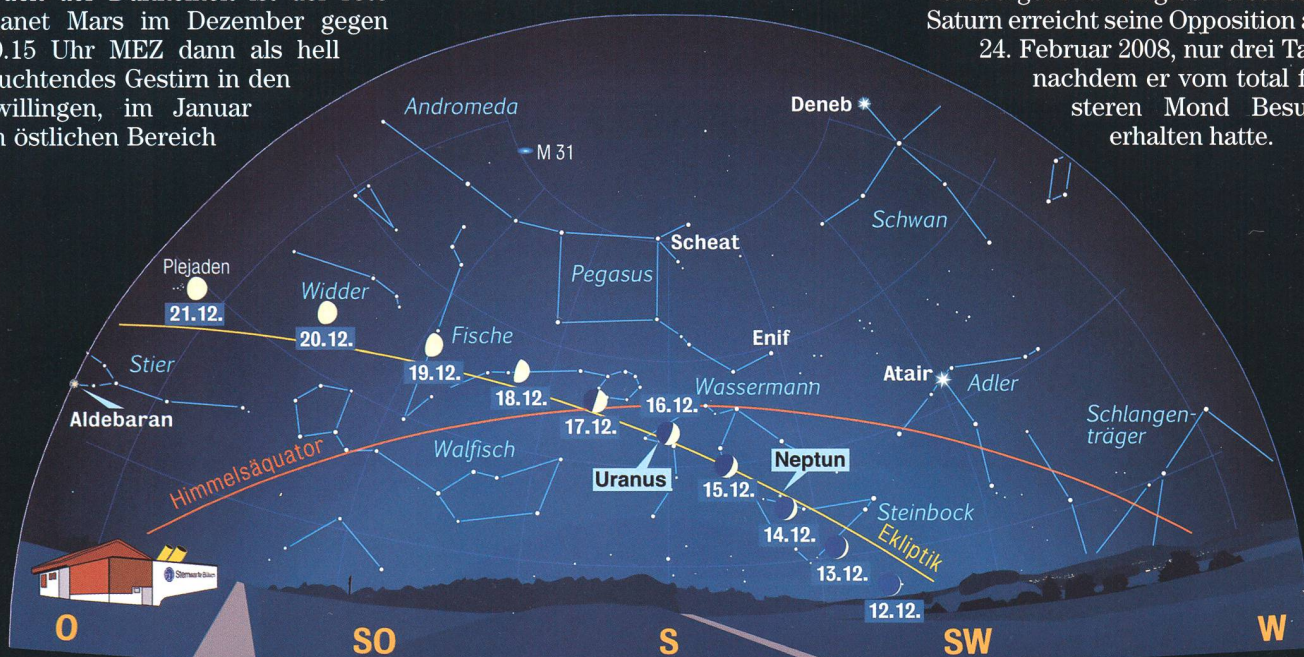 anet Mars im Dezember gegen
.15 Uhr MEZ dann als hell
uchtendes Gestirn in den
willingen, im Januar
östlichen Bereich
Saturn erreicht seine Opposition a
24. Februar 2008, nur drei Ta
nachdem er vom total f
steren Mond Besu
erhalten hatte.
Andromeda
M 31
Deneb
Schwan
Scheat
Pegasus
Plejaden
21.12.
Widder
20.12.
Fische
19.12.
Enif
Stier
Aldebaran
18.12.
17.12.
16.12.
Wassermann
Atair
Adler
Schlangen-
träger
Himmelsäquator
Walfisch
Uranus
15.12.
Neptun
14.12.
Steinbock
Ekliptik
13.12.
12.12.
Sternwarte Bülach
O
SO
S
SW
W